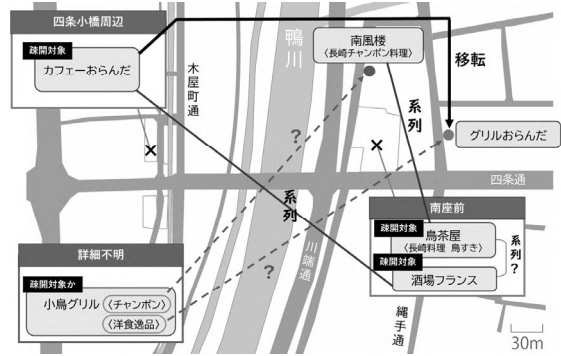 四条小橋周辺
疎開対象
カフェーおらんだ
木屋町通
鴨川
南風楼
〈長崎チャンポン料理〉
移転
系列
グリルおらんだ
?
四条通
系列
南座前
疎開対象
鳥茶屋
〈長崎料理 鳥すき〉
疎開対象
酒場フランス
系列?
川端通
?
縄手通
詳細不明
疎開対象か
小鳥グリル
〈チャンポン〉
〈洋食逸品〉
30m